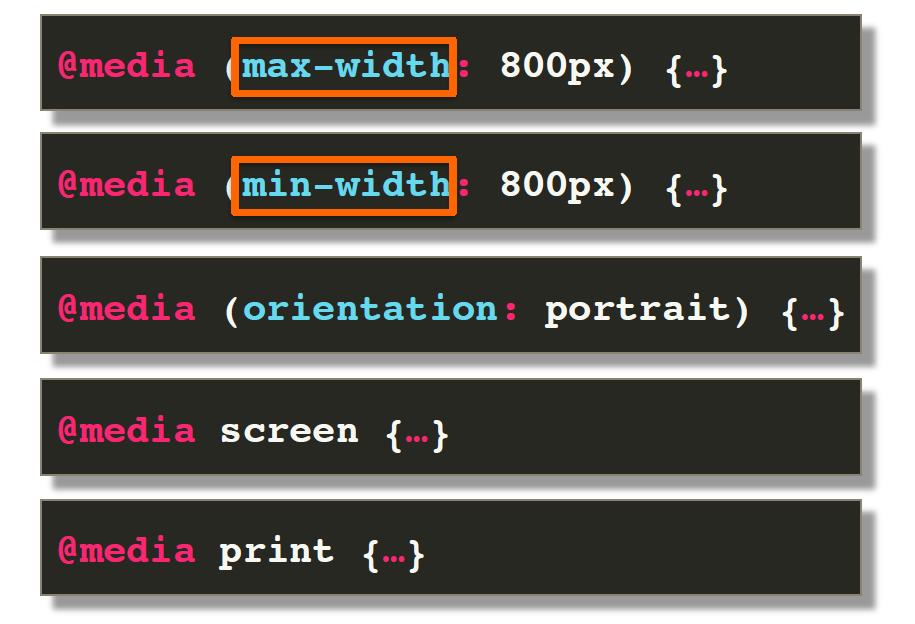 @media (max-width: 800px) {…}
@media (min-width: 800px) {…}
@media (orientation: portrait) {…}
@media screen {…}
@media print {…}